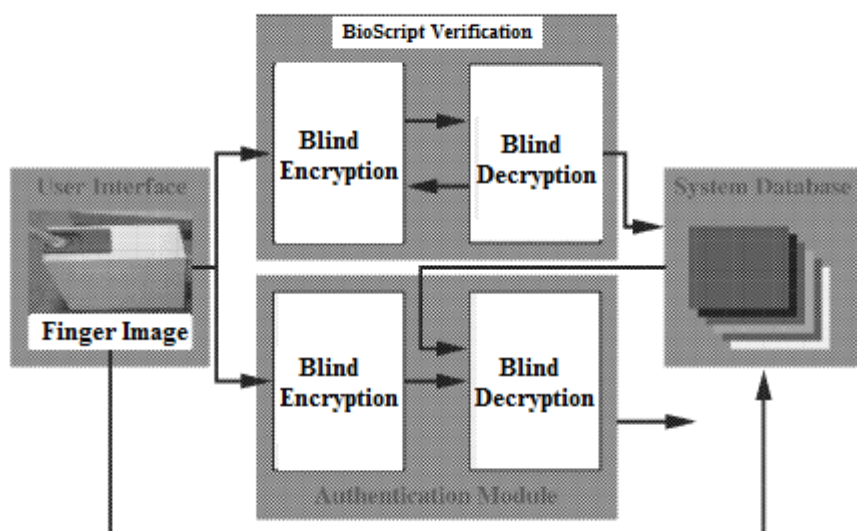 BioScript Verification
Blind
Encryption
Blind
Decryption
User Interface
Finger Image
System Database
Blind
Encryption
Blind
Decryption
Authentication Module